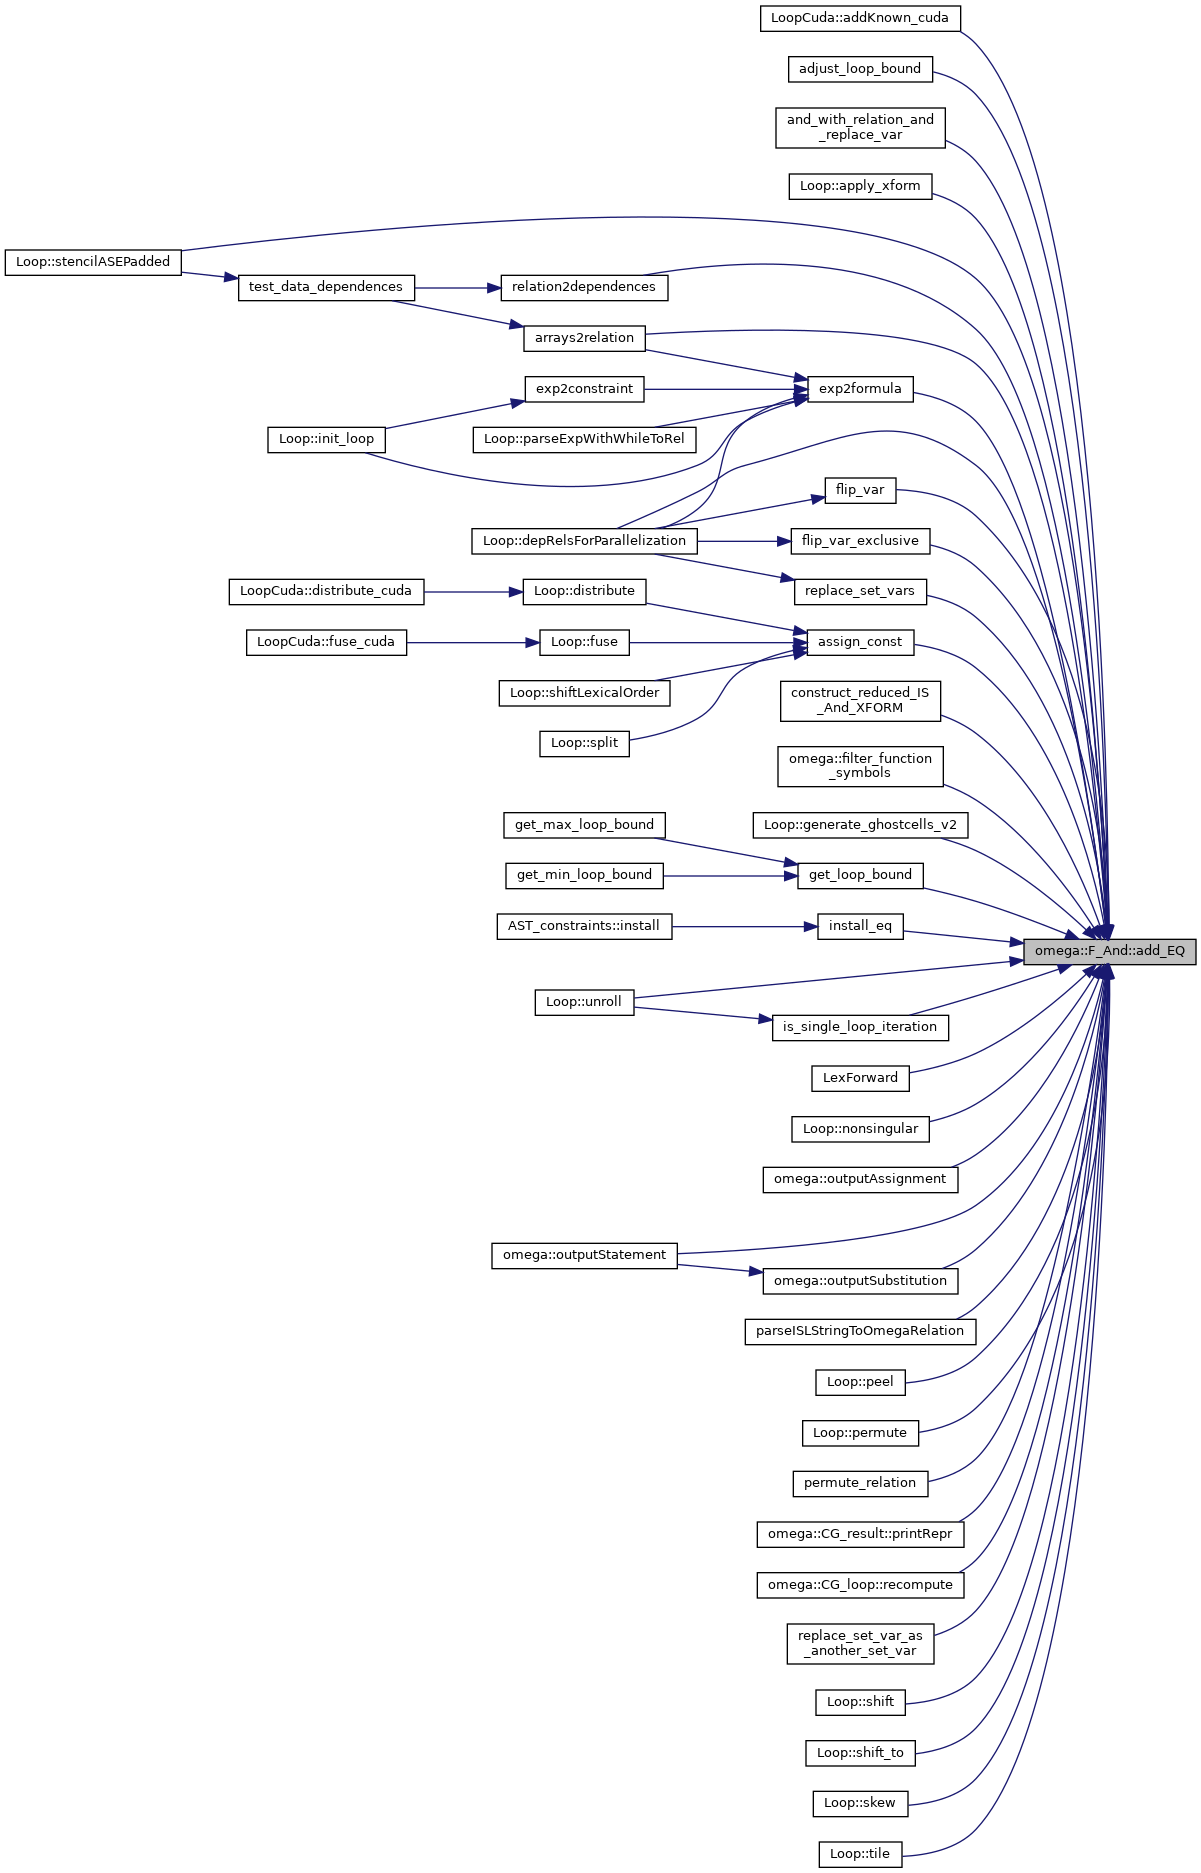 LoopCuda::addKnown_cuda
adjust_loop_bound
and_with_relation_and
_replace_var
Loop::apply_xform
Loop::stencilASEPadded
test_data_dependences
relation2dependences
arrays2relation
exp2constraint
exp2formula
Loop::init_loop
Loop::parseExpWithWhileToRel
flip_var
Loop::depRelsForParallelization
flip_var_exclusive
LoopCuda::distribute_cuda
Loop::distribute
replace_set_vars
LoopCuda::fuse_cuda
Loop::fuse
assign_const
Loop::shiftLexicalOrder
construct_reduced_IS
_And_XFORM
Loop::split
omega::filter_function
_symbols
get_max_loop_bound
Loop::generate_ghostcells_v2
get_min_loop_bound
get_loop_bound
AST_constraints::install
install_eq
omega::F_And::add_EQ
Loop::unroll
is_single_loop_iteration
LexForward
Loop::nonsingular
omega::outputAssignment
omega::outputStatement
omega::outputSubstitution
parseISLStringToOmegaRelation
Loop::peel
Loop::permute
permute_relation
omega::CG_result::printRepr
omega::CG_loop::recompute
replace_set_var_as
_another_set_var
Loop::shift
Loop::shift_to
Loop::skew
Loop::tile